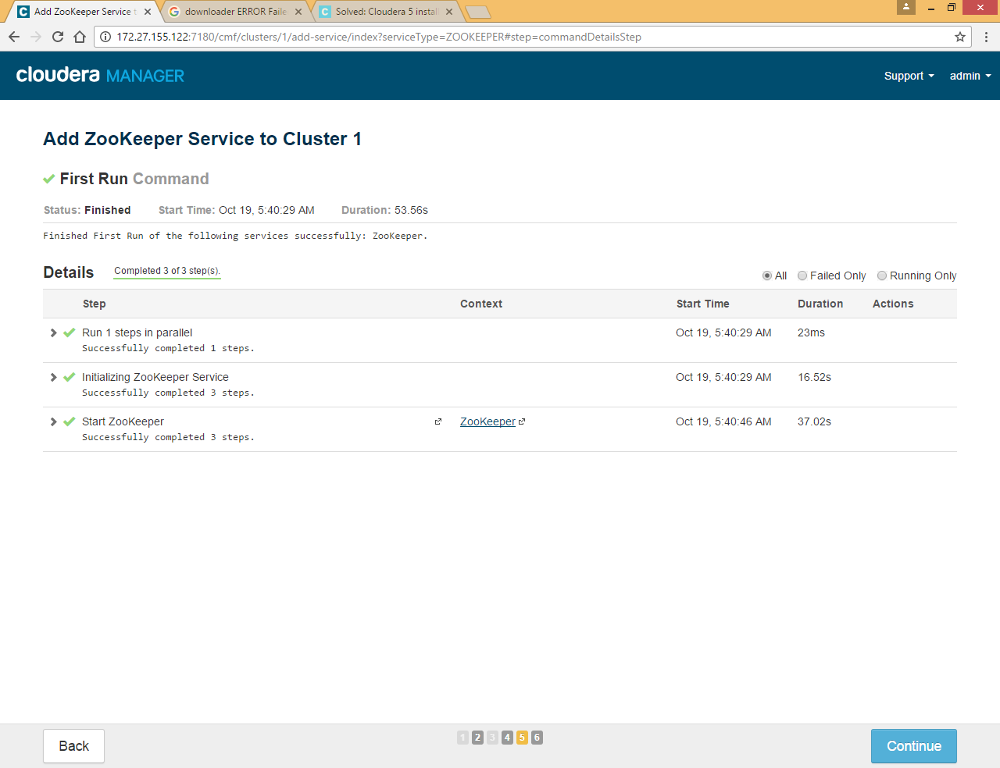 Add ZooKeeper Service t
downloader ERROR Faile
Solved: Cloudera 5 instal
172.27.155.122:7180/cmf/clusters/1/add-service/index?serviceType=ZOOKEEPER#step=commandDetailsStep
cloudera MANAGER
Support
admin
Add ZooKeeper Service to Cluster 1
First Run Command
Status: Finished Start Time: Oct 19, 5:40:29 AM Duration: 53.56s
Finished First Run of the following services successfully: ZooKeeper.
Details Completed 3 of 3 step(s).
All Failed Only Running Only
Step Context Start Time Duration Actions
Run 1 steps in parallel Oct 19, 5:40:29 AM 23ms
Successfully completed 1 steps.
Initializing ZooKeeper Service Oct 19, 5:40:29 AM 16.52s
Successfully completed 3 steps.
Start ZooKeeper ZooKeeper Oct 19, 5:40:46 AM 37.02s
Successfully completed 3 steps.
Back 1 2 3 4 5 6 Continue